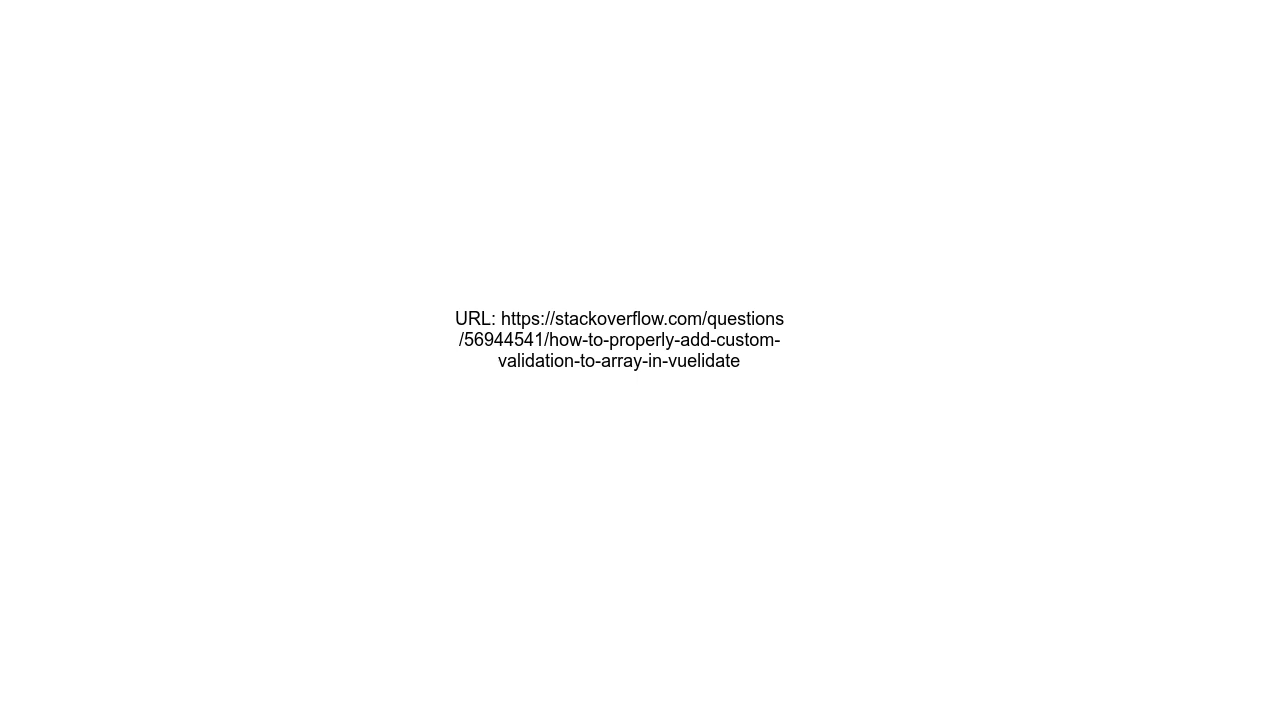 URL: https://stackoverflow.com/questions
/56944541/how-to-properly-add-custom-
validation-to-array-in-vuelidate